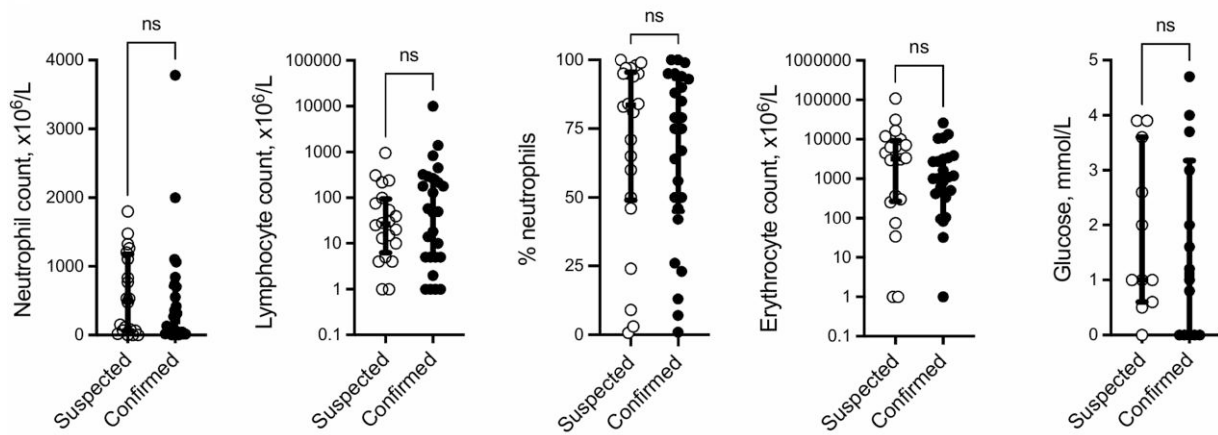 ns
Neutrophil count, x10⁶/L
4000
3000
2000
1000
0
Suspected
Confirmed
ns
Lymphocyte count, x10⁶/L
100000
10000
1000
100
10
1
0.1
Suspected
Confirmed
ns
% neutrophils
100
75
50
25
0
Suspected
Confirmed
ns
Erythrocyte count, x10⁶/L
1000000
100000
10000
1000
100
10
1
0.1
Suspected
Confirmed
ns
Glucose, mmol/L
5
4
3
2
1
0
Suspected
Confirmed